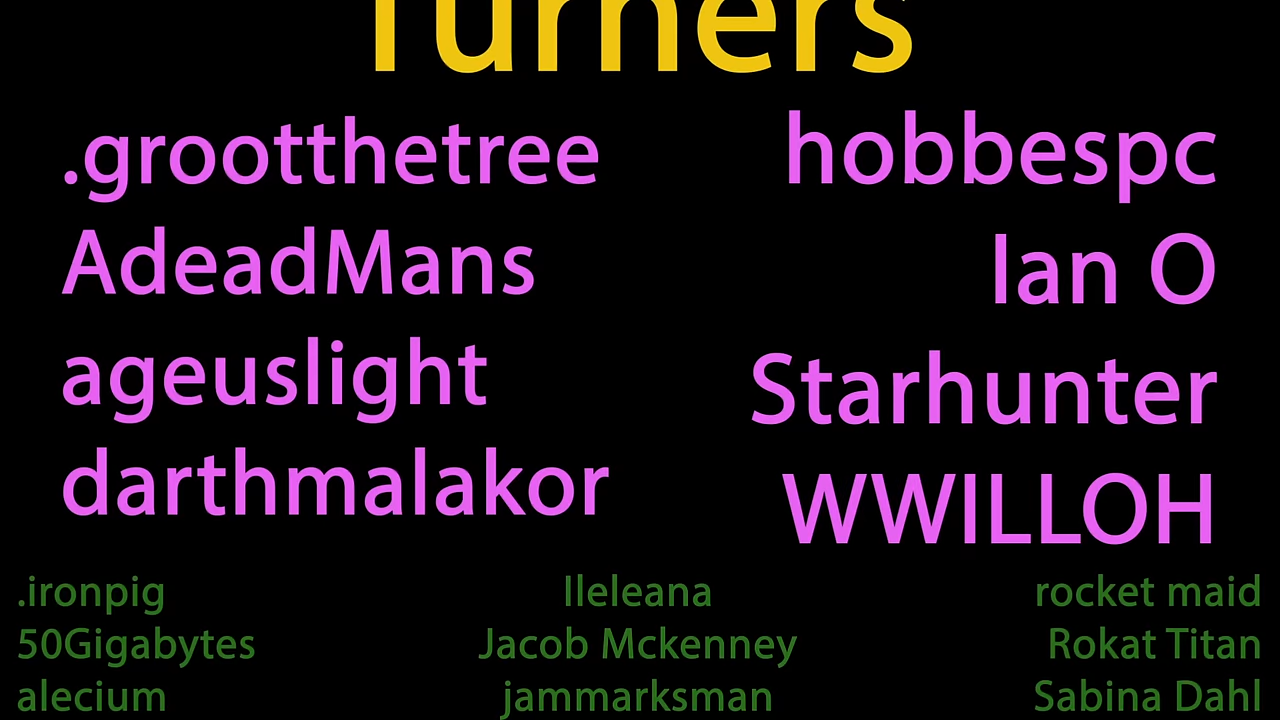 Turners
.grootthetree
AdeadMans
ageuslight
darthmalakor
hobbespc
Ian O
Starhunter
WWILLOH
.ironpig
50Gigabytes
alecium
Ileleana
Jacob Mckenney
jammarksman
rocket maid
Rokat Titan
Sabina Dahl